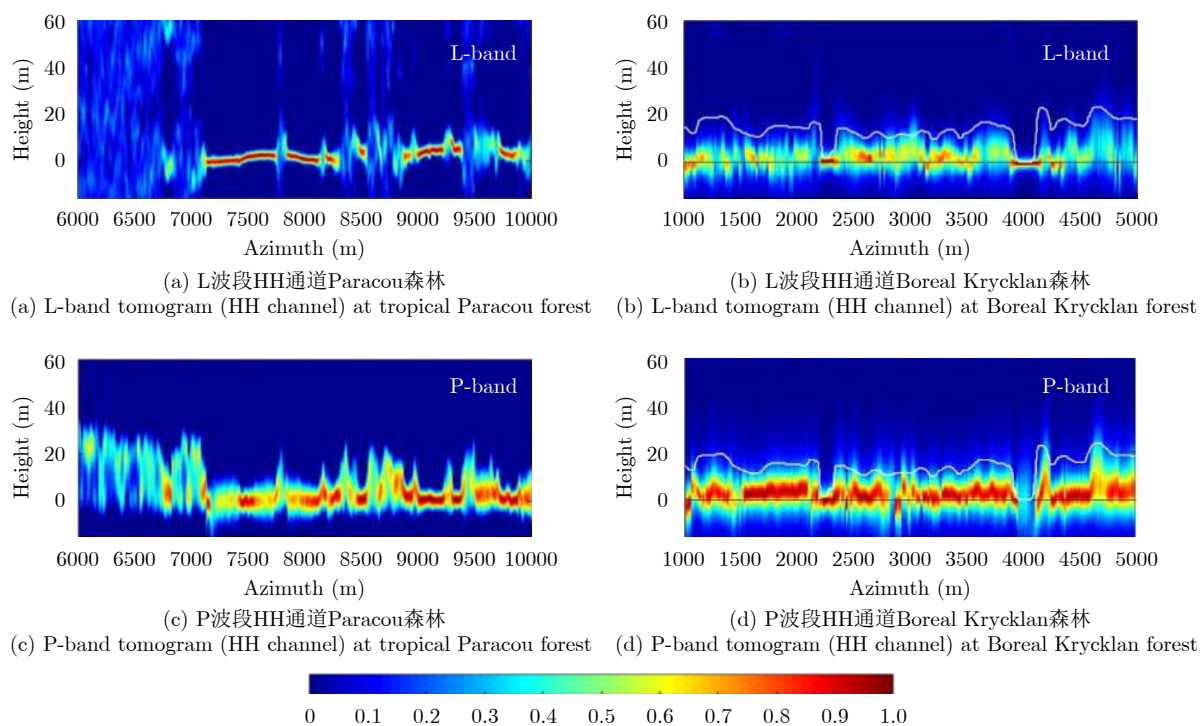 60
40
20
0
Height (m)
L-band
6000 6500 7000 7500 8000 8500 9000 9500 10000
Azimuth (m)
(a) L波段HH通道Paracou森林
(a) L-band tomogram (HH channel) at tropical Paracou forest
60
40
20
0
Height (m)
L-band
1000 1500 2000 2500 3000 3500 4000 4500 5000
Azimuth (m)
(b) L波段HH通道Boreal Krycklan森林
(b) L-band tomogram (HH channel) at Boreal Krycklan forest
60
40
20
0
Height (m)
P-band
6000 6500 7000 7500 8000 8500 9000 9500 10000
Azimuth (m)
(c) P波段HH通道Paracou森林
(c) P-band tomogram (HH channel) at tropical Paracou forest
60
40
20
0
Height (m)
P-band
1000 1500 2000 2500 3000 3500 4000 4500 5000
Azimuth (m)
(d) P波段HH通道Boreal Krycklan森林
(d) P-band tomogram (HH channel) at Boreal Krycklan forest
0 0.1 0.2 0.3 0.4 0.5 0.6 0.7 0.8 0.9 1.0